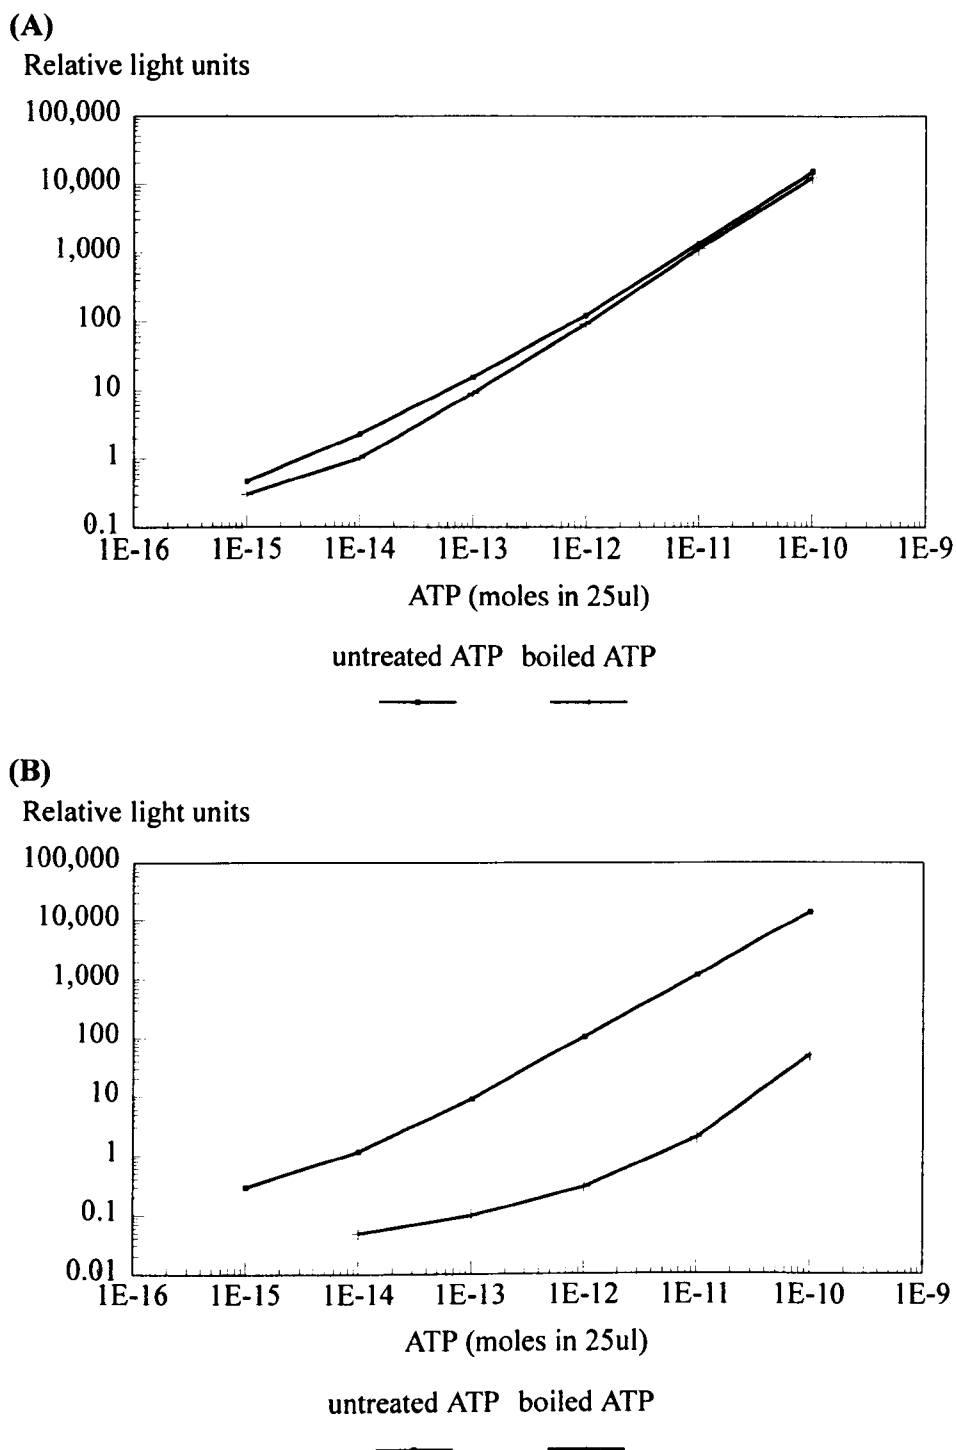 (A)
Relative light units
100,000
10,000
1,000
100
10
1
0.1
1E-16 1E-15 1E-14 1E-13 1E-12 1E-11 1E-10 1E-9
ATP (moles in 25ul)
untreated ATP boiled ATP
(B)
Relative light units
100,000
10,000
1,000
100
10
1
0.1
0.01
1E-16 1E-15 1E-14 1E-13 1E-12 1E-11 1E-10 1E-9
ATP (moles in 25ul)
untreated ATP boiled ATP